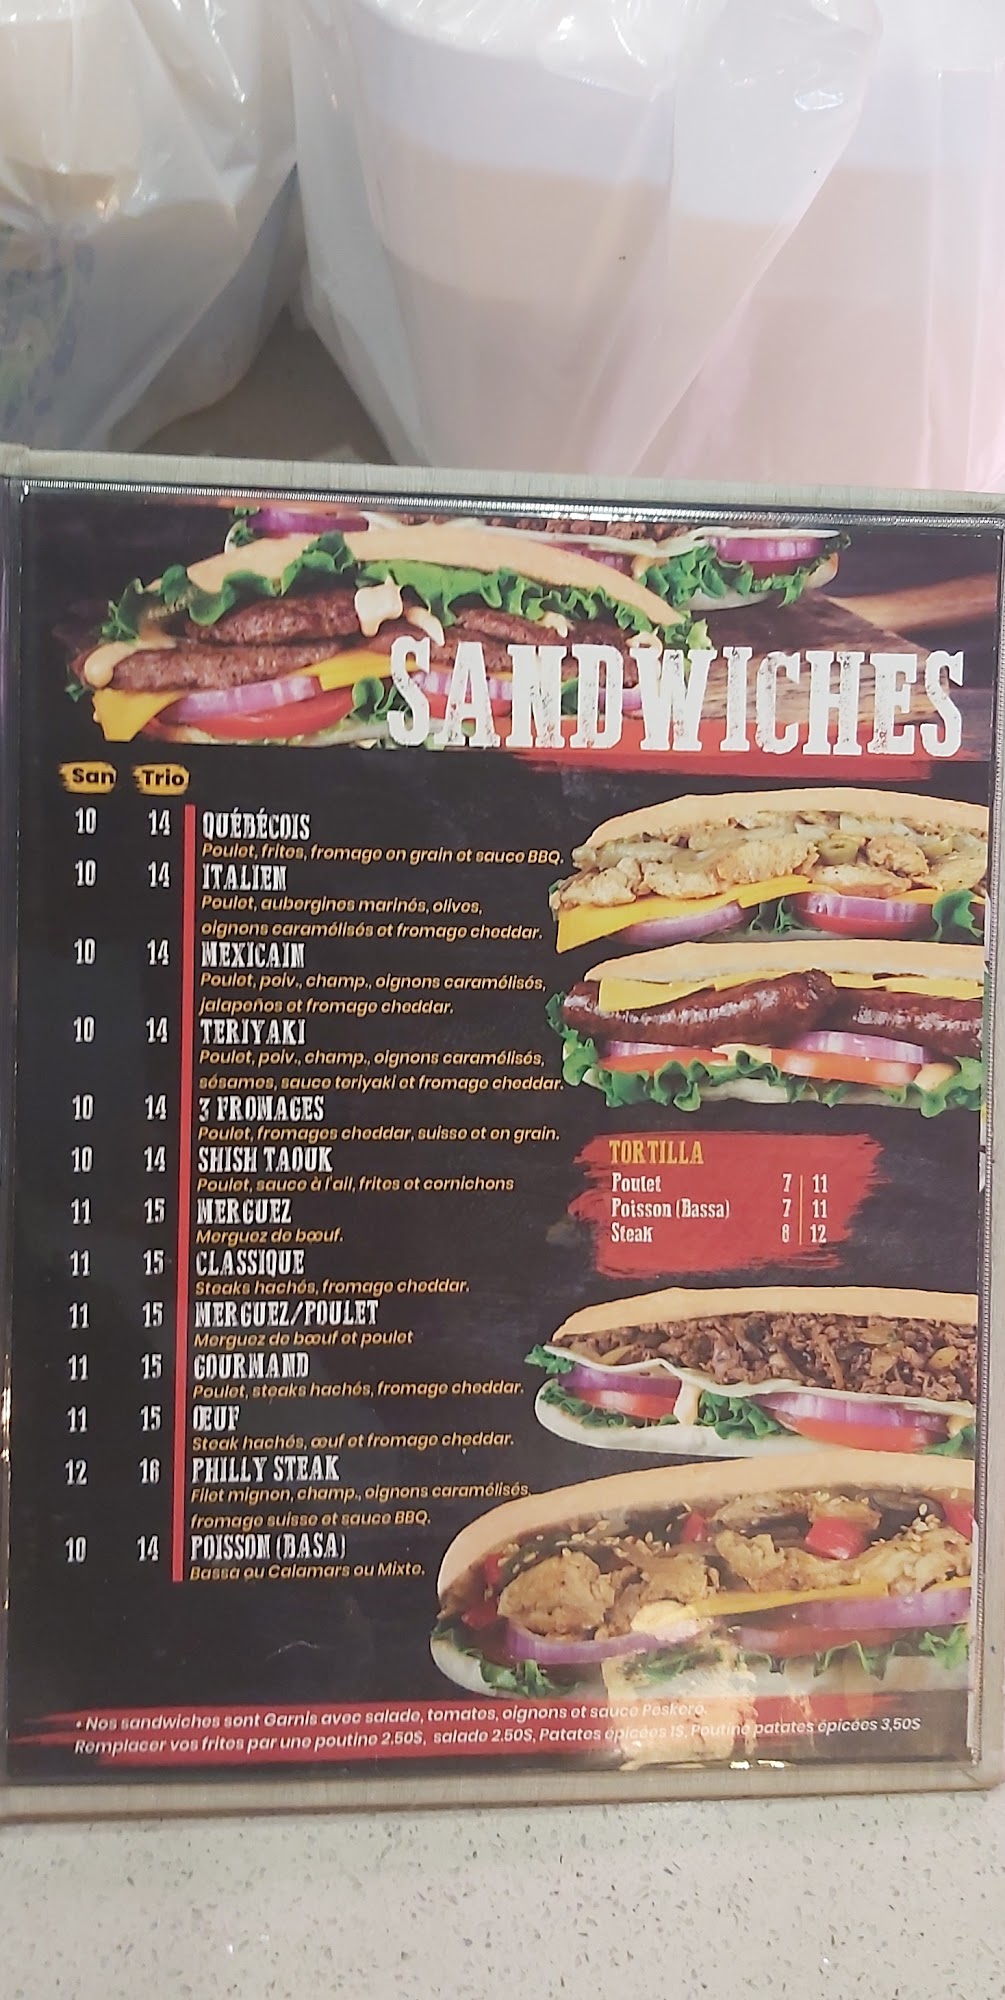 SANDWICHES
San Trio
10 14 QUÉBÉCOIS
Poulet, frites, fromage en grain et sauce BBQ.
10 14 ITALIEN
Poulet, aubergines marinés, olives,
oignons caramélisés et fromage cheddar.
10 14 MEXICAIN
Poulet, poiv., champ., oignons caramélisés,
jalapeños et fromage cheddar.
10 14 TERIYAKI
Poulet, poiv., champ., oignons caramélisés,
sésames, sauce teriyaki et fromage cheddar.
10 14 3 FROMAGES
Poulet, fromages cheddar, suisse et en grain.
10 14 SHISH TAOUK
Poulet, sauce à l'ail, frites et cornichons
11 15 MERGUEZ
Merguez de bœuf.
11 15 CLASSIQUE
Steaks hachés, fromage cheddar.
11 15 MERGUEZ/POULET
Merguez de bœuf et poulet
11 15 GOURMAND
Poulet, steaks hachés, fromage cheddar.
11 15 ŒUF
Steak hachés, œuf et fromage cheddar.
12 16 PHILLY STEAK
Filet mignon, champ., oignons caramélisés,
fromage suisse et sauce BBQ.
10 14 POISSON (BASA)
Bassa ou Calamars ou Mixte.
TORTILLA
Poulet 7 | 11
Poisson (Bassa) 7 | 11
Steak 8 | 12
• Nos sandwiches sont Garnis avec salade, tomates, oignons et sauce Peskero.
Remplacer vos frites par une poutine 2,50$, salade 2.50$, Patates épicées 1$, Poutine patates épicées 3,50$